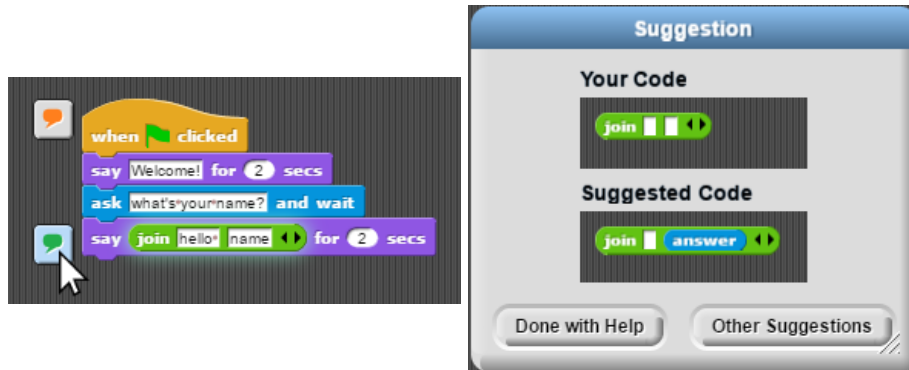 when clicked
say Welcome! for 2 secs
ask what's your name? and wait
say join hello name for 2 secs
Suggestion
Your Code
join
Suggested Code
join answer
Done with Help
Other Suggestions